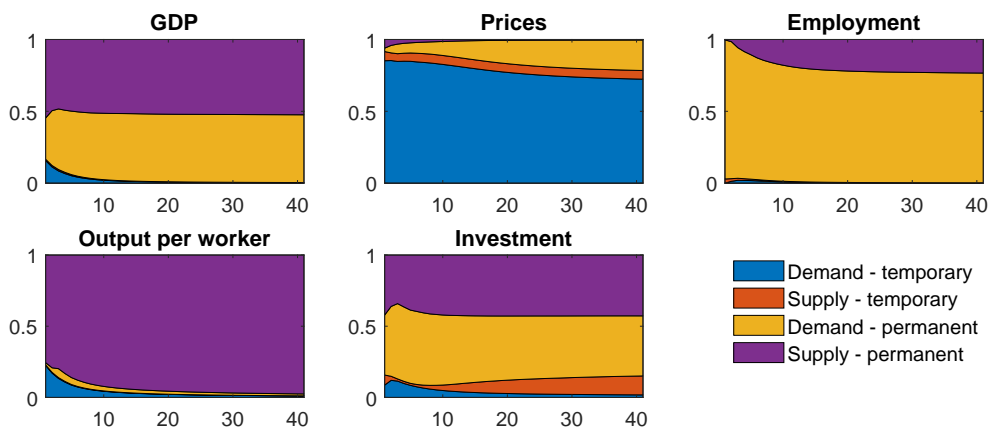 GDP
Prices
Employment
1
0.5
0
10 20 30 40
1
0.5
0
10 20 30 40
1
0.5
0
10 20 30 40
Output per worker
Investment
1
0.5
0
10 20 30 40
1
0.5
0
10 20 30 40
Demand - temporary
Supply - temporary
Demand - permanent
Supply - permanent